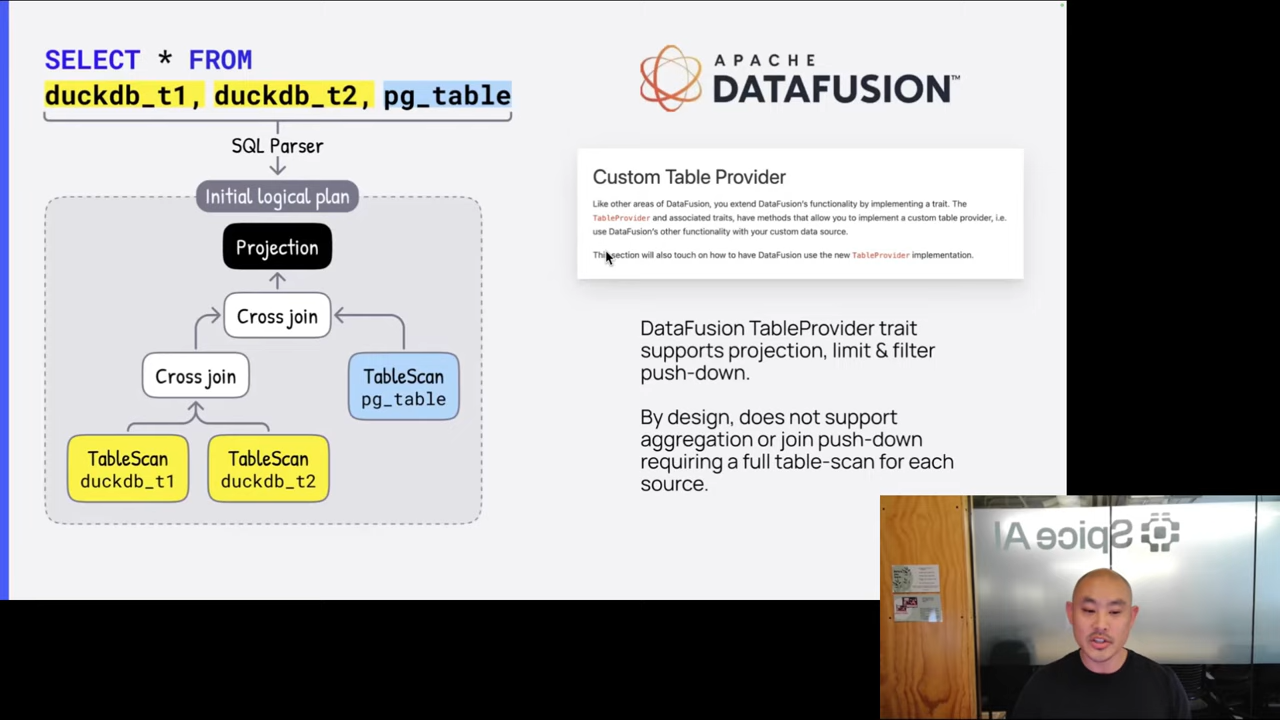 SELECT * FROM
duckdb_t1, duckdb_t2, pg_table
SQL Parser
Initial logical plan
Projection
Cross join
Cross join
TableScan
pg_table
TableScan
duckdb_t1
TableScan
duckdb_t2
APACHE
DATAFUSION™
Custom Table Provider
Like other areas of DataFusion, you extend DataFusion's functionality by implementing a trait. The
TableProvider and associated traits, have methods that allow you to implement a custom table provider, i.e.
use DataFusion's other functionality with your custom data source.
This section will also touch on how to have DataFusion use the new TableProvider implementation.
DataFusion TableProvider trait
supports projection, limit & filter
push-down.
By design, does not support
aggregation or join push-down
requiring a full table-scan for each
source.
Spice AI